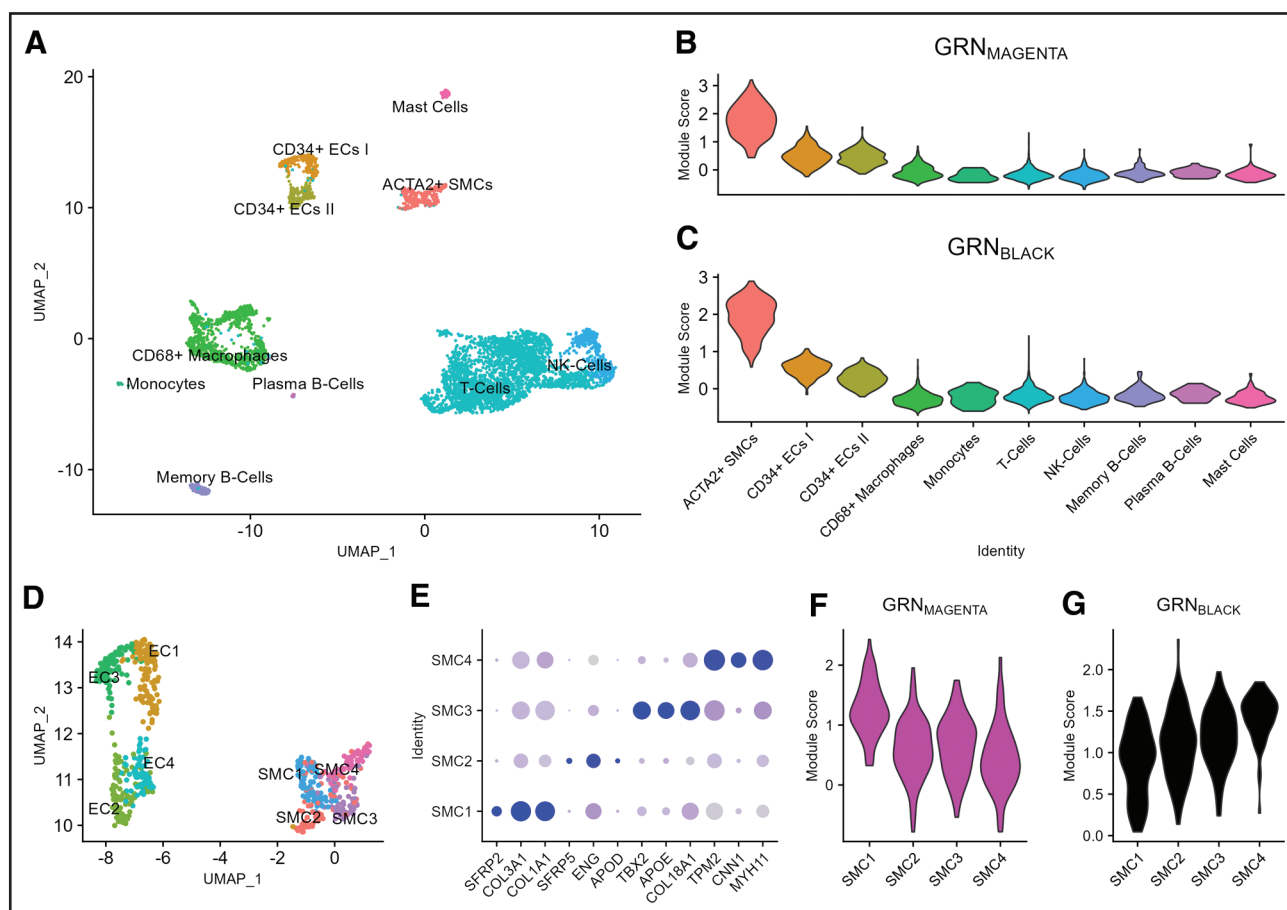 A
20
10
0
-10
UMAP_2
-10
0
10
UMAP_1
Mast Cells
CD34+ ECs I
ACTA2+ SMCs
CD34+ ECs II
CD68+ Macrophages
NK-Cells
Monocytes
Plasma B-Cells
T-Cells
Memory B-Cells
B
GRNMAGENTA
Module Score
3
2
1
0
C
GRNBLACK
Module Score
3
2
1
0
ACTA2+ SMCs
CD34+ ECs I
CD34+ ECs II
CD68+ Macrophages
Monocytes
T-Cells
NK-Cells
Memory B-Cells
Plasma B-Cells
Mast Cells
Identity
D
14
13
12
11
10
UMAP_2
EC1
EC3
EC4
EC2
SMC1
SMC4
SMC2
SMC3
-8
-6
-4
-2
0
UMAP_1
E
Identity
SMC4
SMC3
SMC2
SMC1
SFRP2
COL3A1
COL1A1
SFRP5
ENG
APOD
TBX2
APOE
COL18A1
TPM2
CNN1
MYH11
F
GRNMAGENTA
Module Score
2
1
0
SMC1
SMC2
SMC3
SMC4
G
GRNBLACK
Module Score
2.0
1.5
1.0
0.5
0.0
SMC1
SMC2
SMC3
SMC4